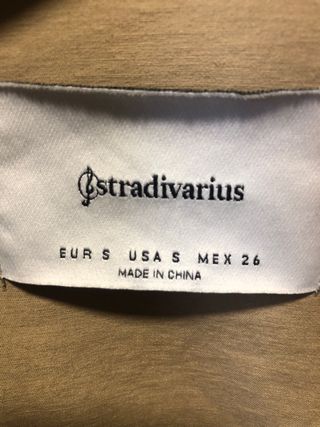 stradivarius
EUR S USA S MEX 26
MADE IN CHINA